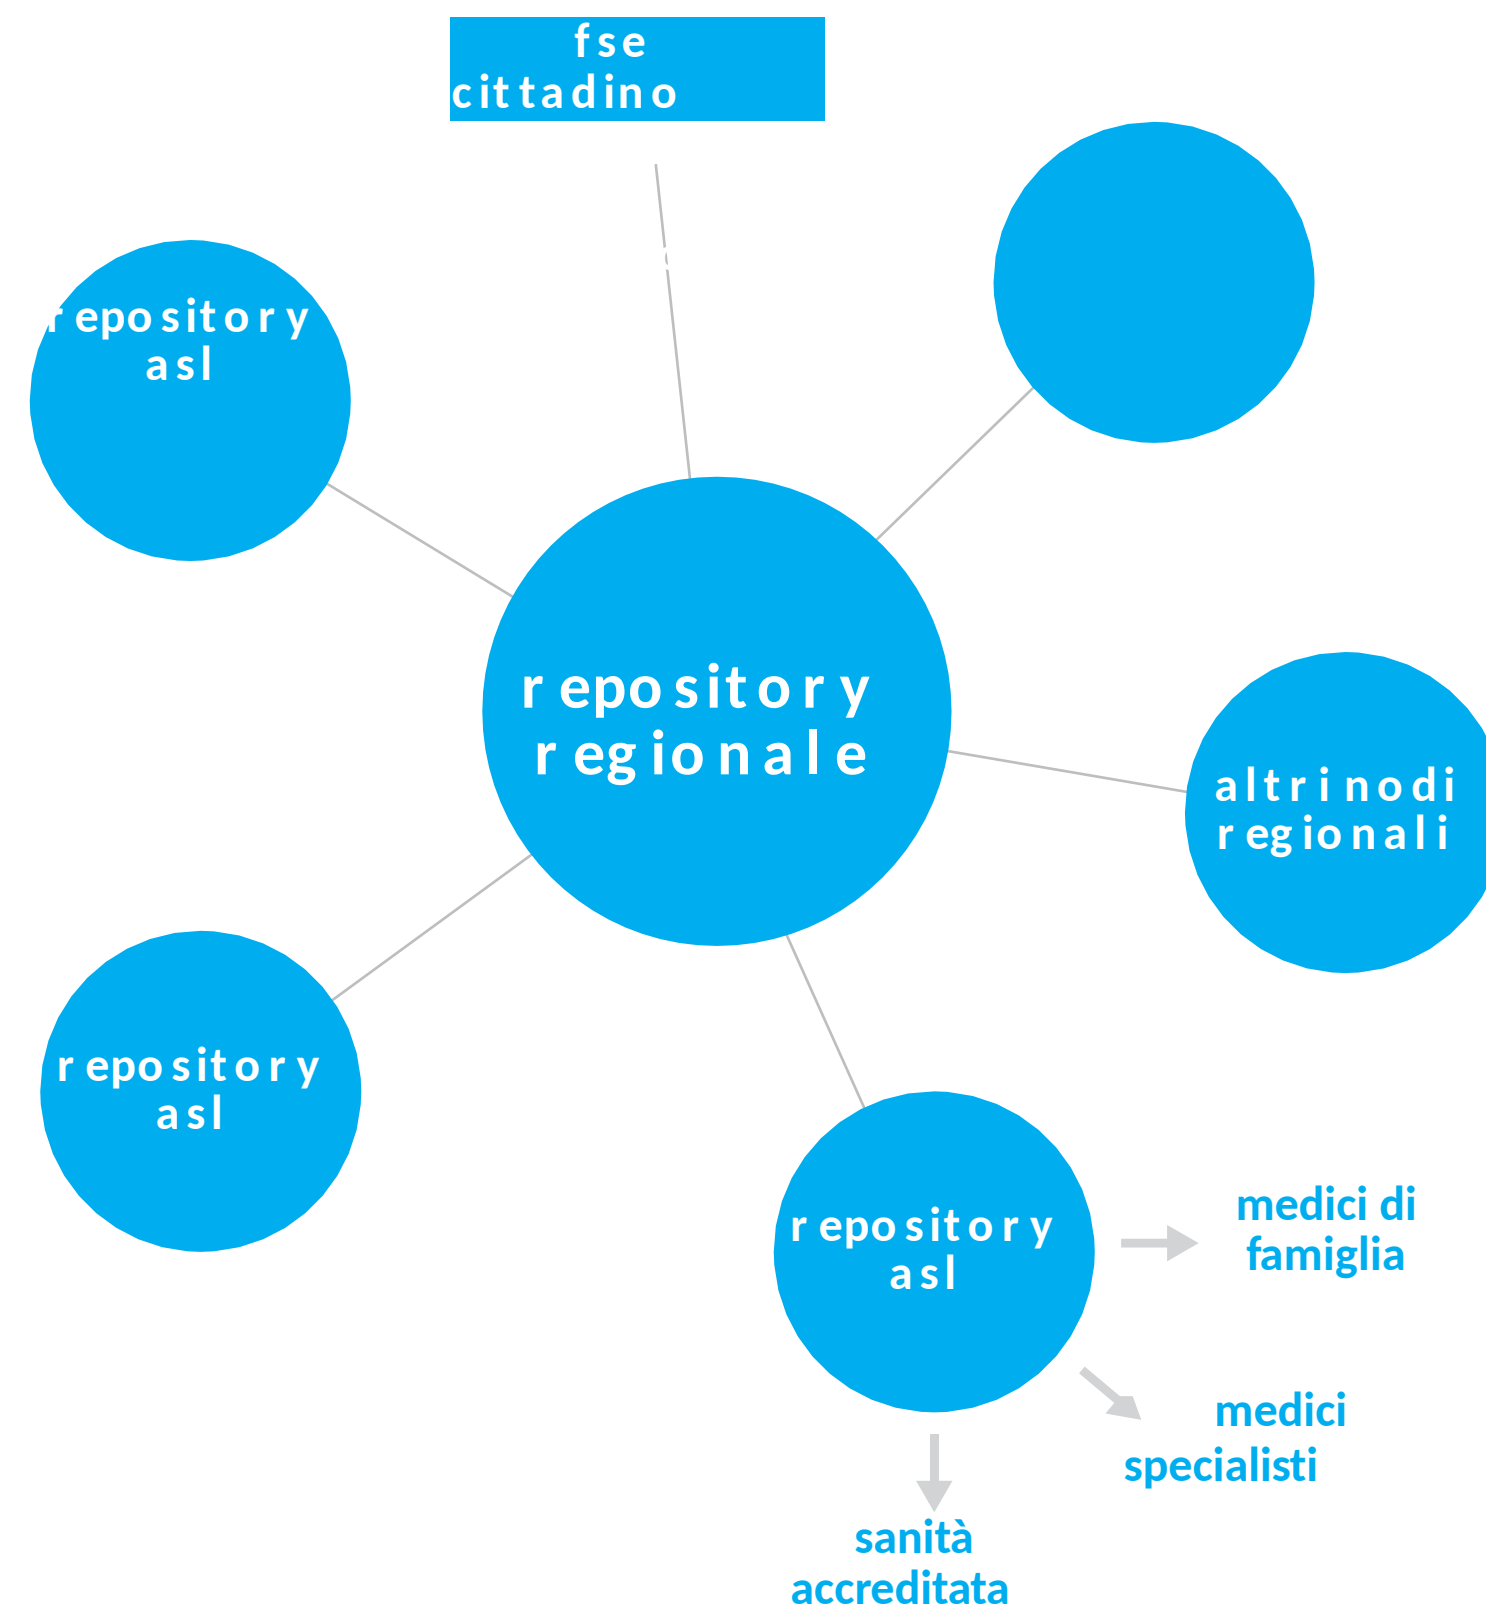 fse
cittadino
repository
asl
repository
regionale
altri nodi
regionali
repository
asl
repository
asl
medici di
famiglia
medici
specialisti
sanità
accreditata